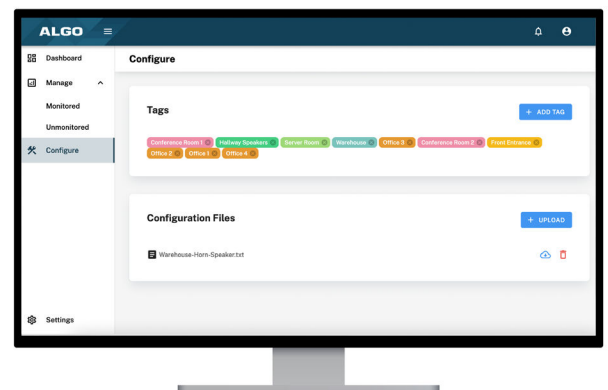 ALGO
Dashboard
Configure
Manage
Monitored
Unmonitored
Configure
Tags
+ ADD TAG
Conference Room 1 Hallway Speakers Server Room Warehouse Office 3 Conference Room 2 Front Entrance
Office 2 Office 1 Office 4
Configuration Files
+ UPLOAD
Warehouse-Horn-Speaker.txt
Settings